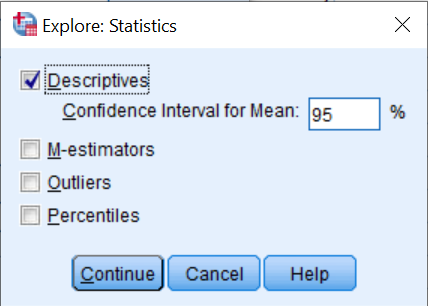 Explore: Statistics
Descriptives
Confidence Interval for Mean: 95 %
M-estimators
Outliers
Percentiles
Continue Cancel Help